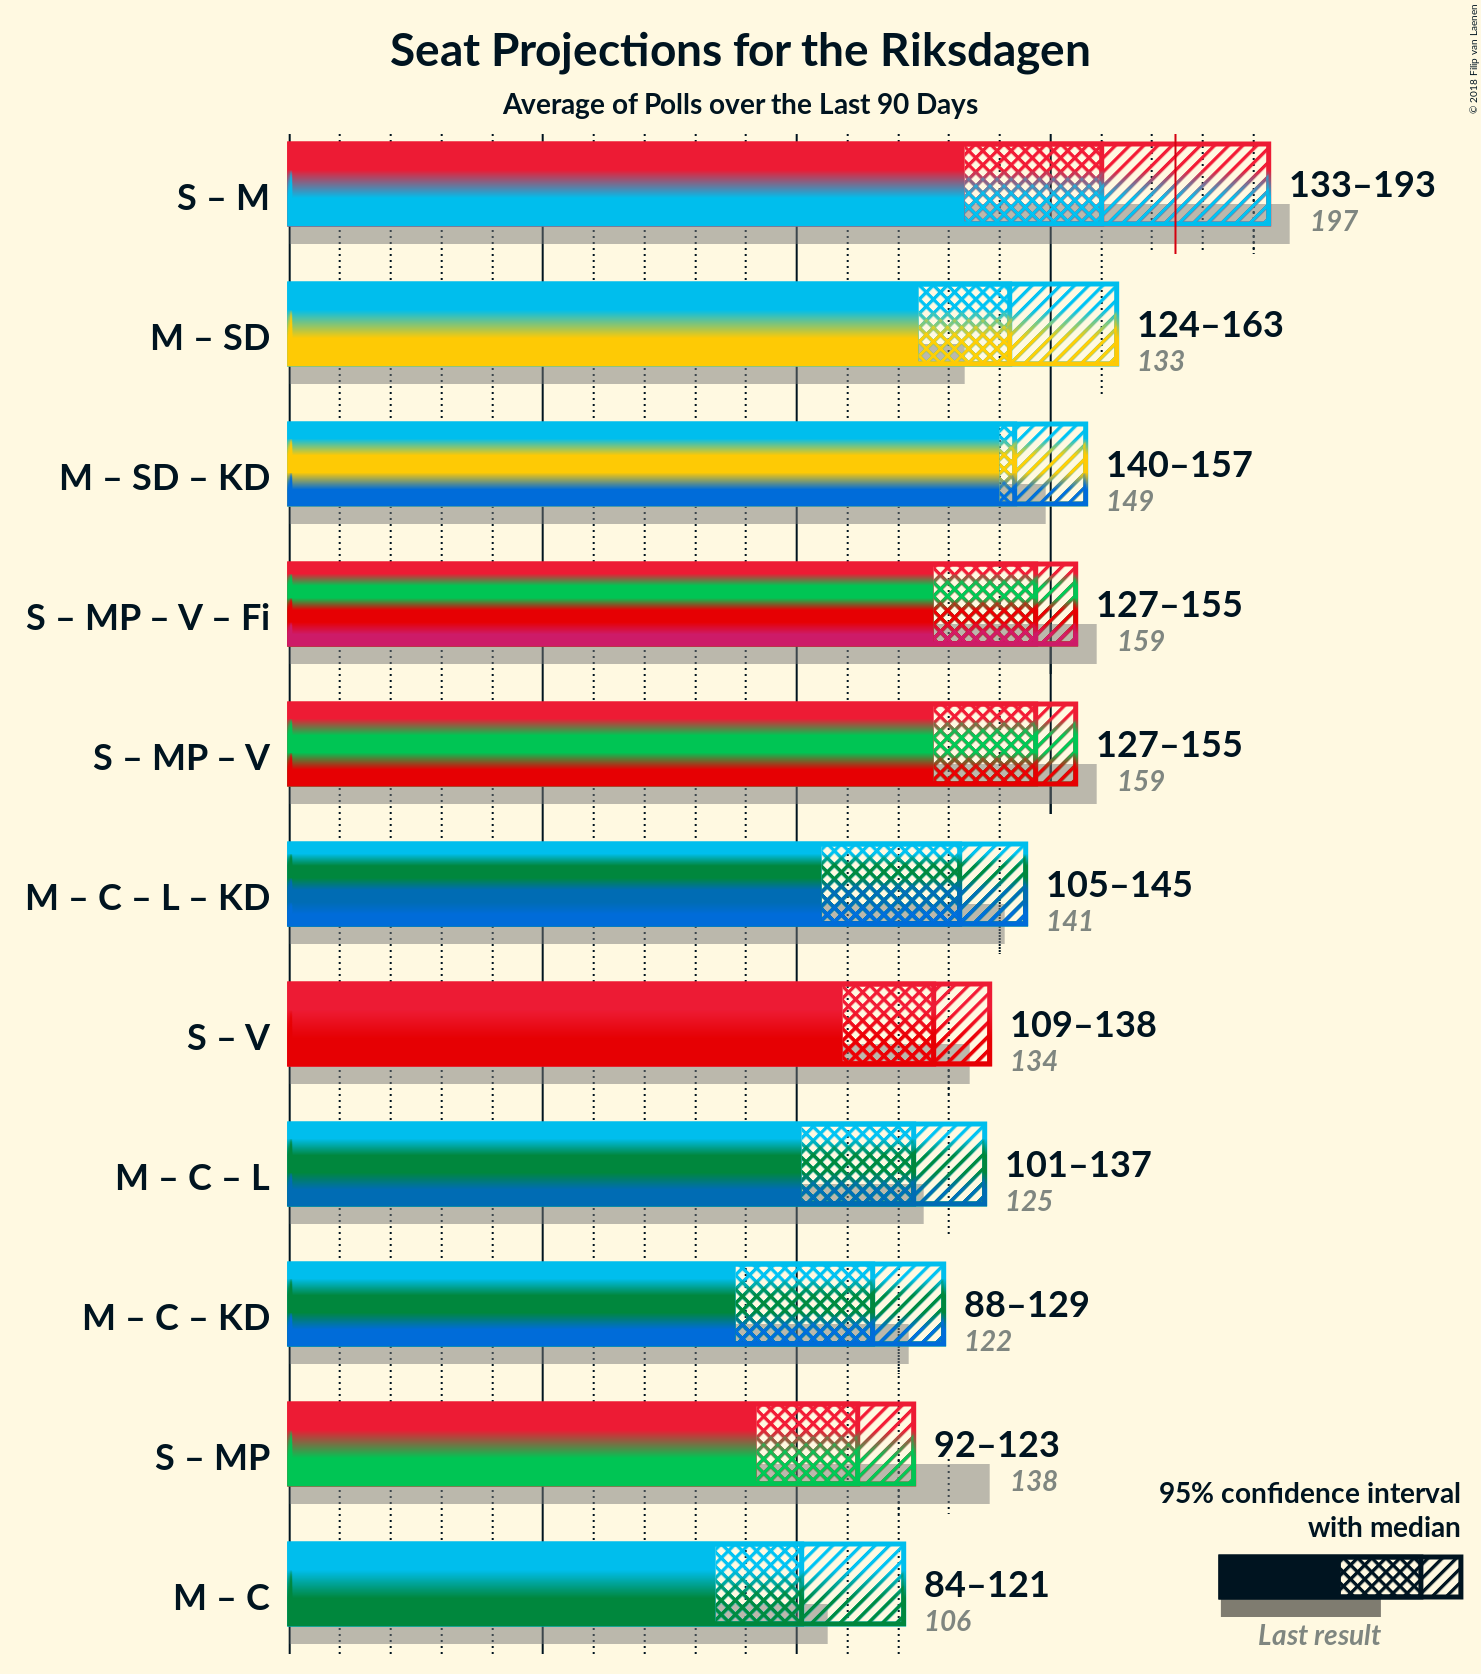 Seat Projections for the Riksdagen
Average of Polls over the Last 90 Days
© 2018 Filip van Laenen
S – M
133–193
197
M – SD
124–163
133
M – SD – KD
140–157
149
S – MP – V – Fi
127–155
159
S – MP – V
127–155
159
M – C – L – KD
105–145
141
S – V
109–138
134
M – C – L
101–137
125
M – C – KD
88–129
122
S – MP
92–123
138
M – C
84–121
106
95% confidence interval
with median
Last result